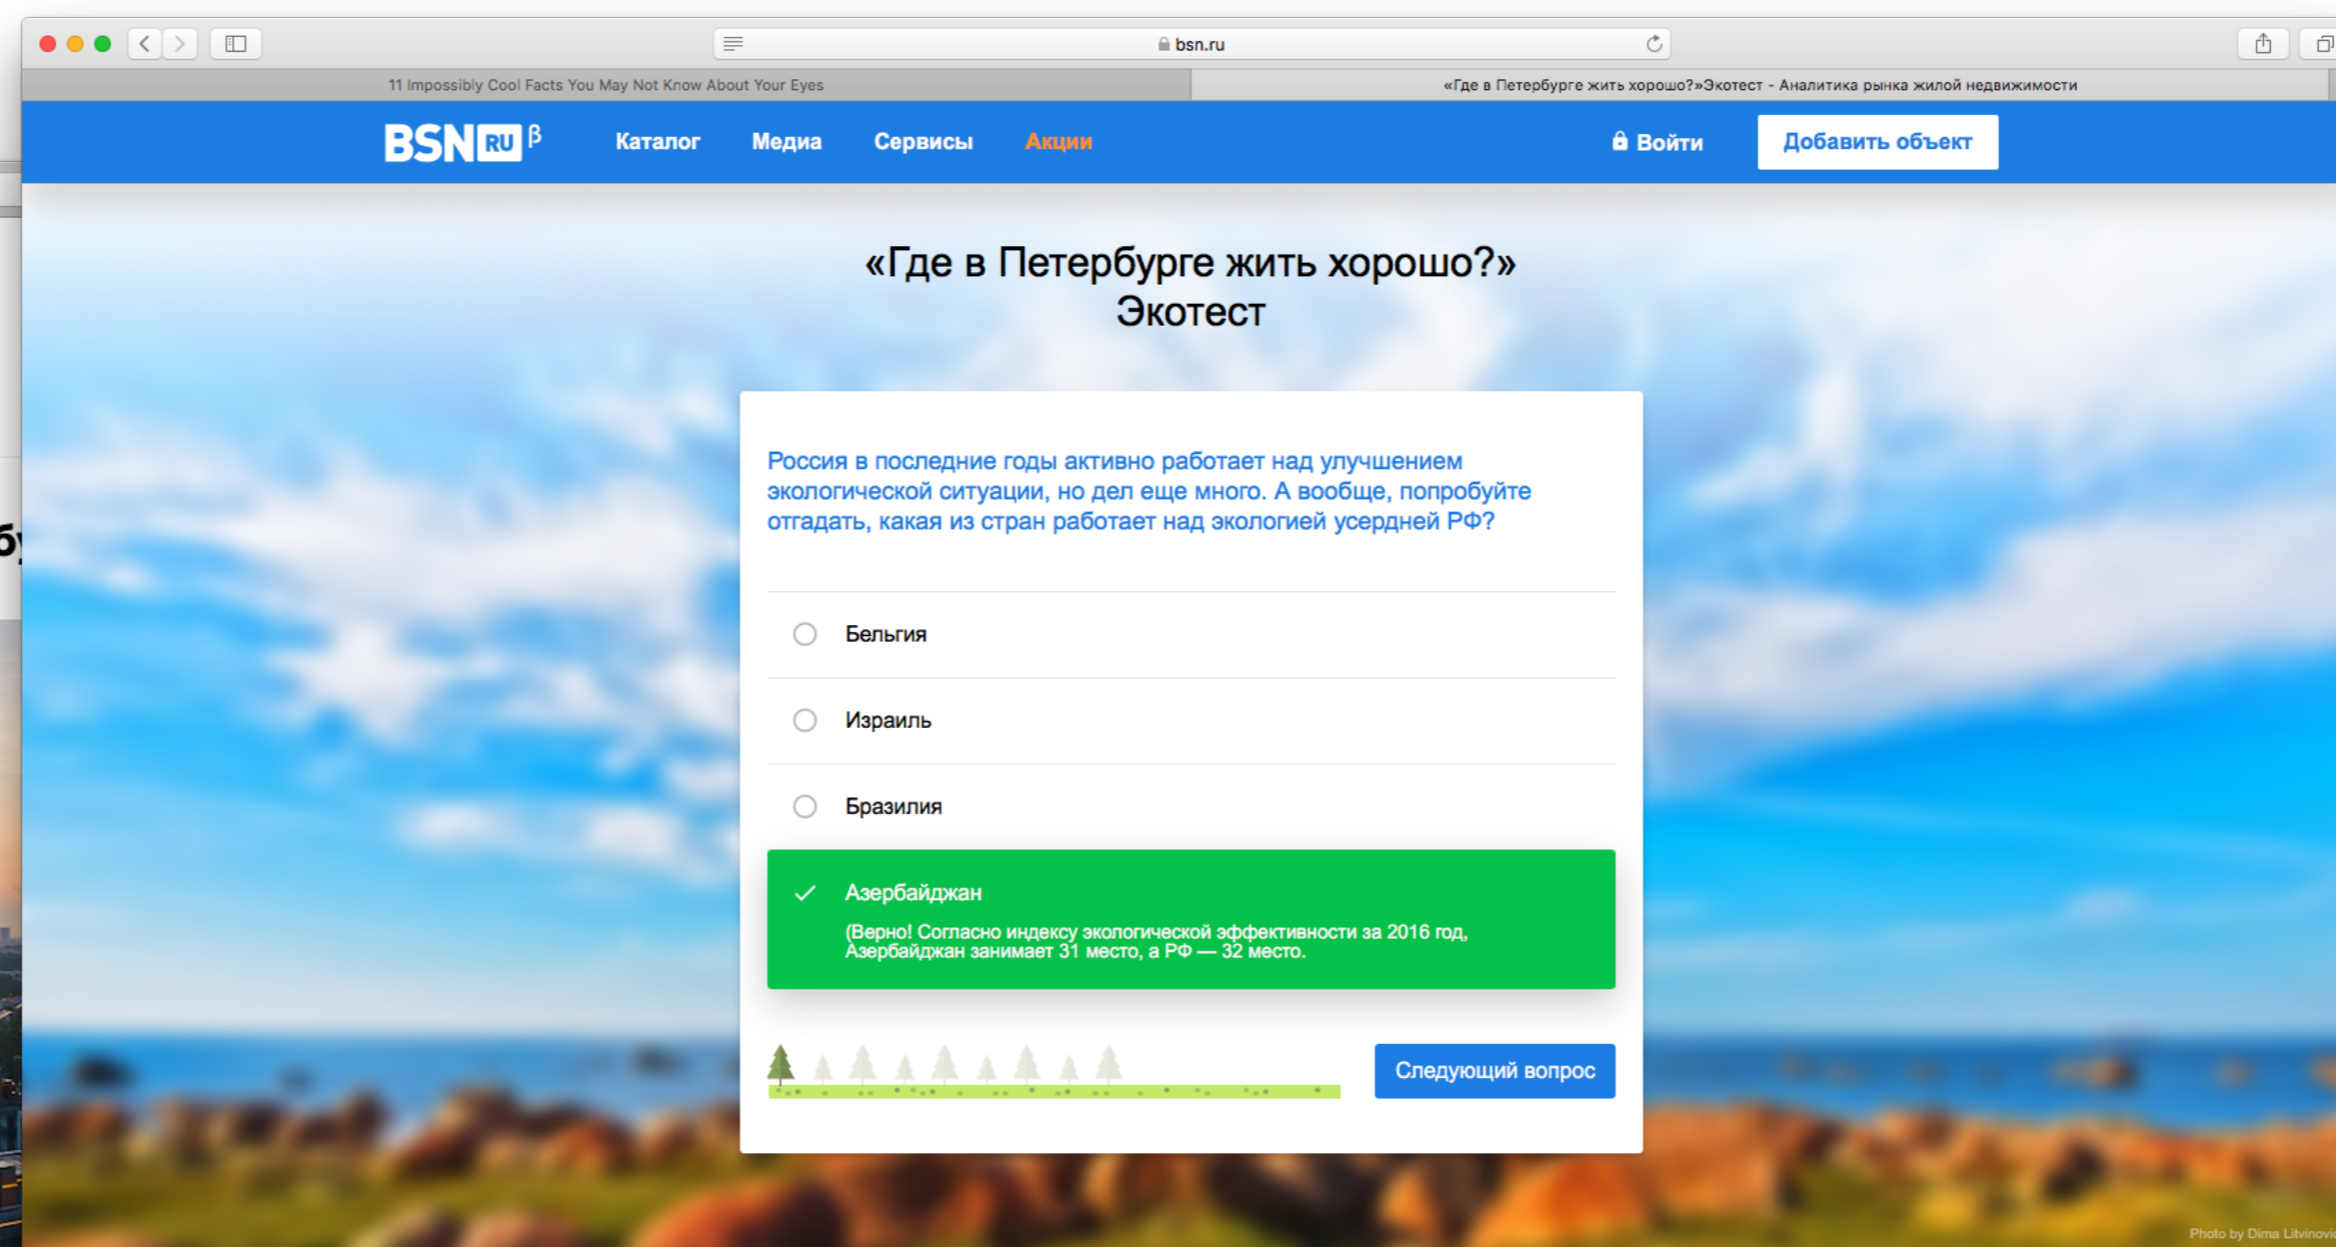 bsn.ru
11 Impossibly Cool Facts You May Not Know About Your Eyes
«Где в Петербурге жить хорошо?»Экотест - Аналитика рынка жилой недвижимости
BSN RU β
Каталог
Медиа
Сервисы
Акции
Войти
Добавить объект
«Где в Петербурге жить хорошо?»
Экотест
Россия в последние годы активно работает над улучшением
экологической ситуации, но дел еще много. А вообще, попробуйте
отгадать, какая из стран работает над экологией усердней РФ?
Бельгия
Израиль
Бразилия
Азербайджан
(Верно! Согласно индексу экологической эффективности за 2016 год,
Азербайджан занимает 31 место, а РФ — 32 место.
Следующий вопрос
Photo by Dima